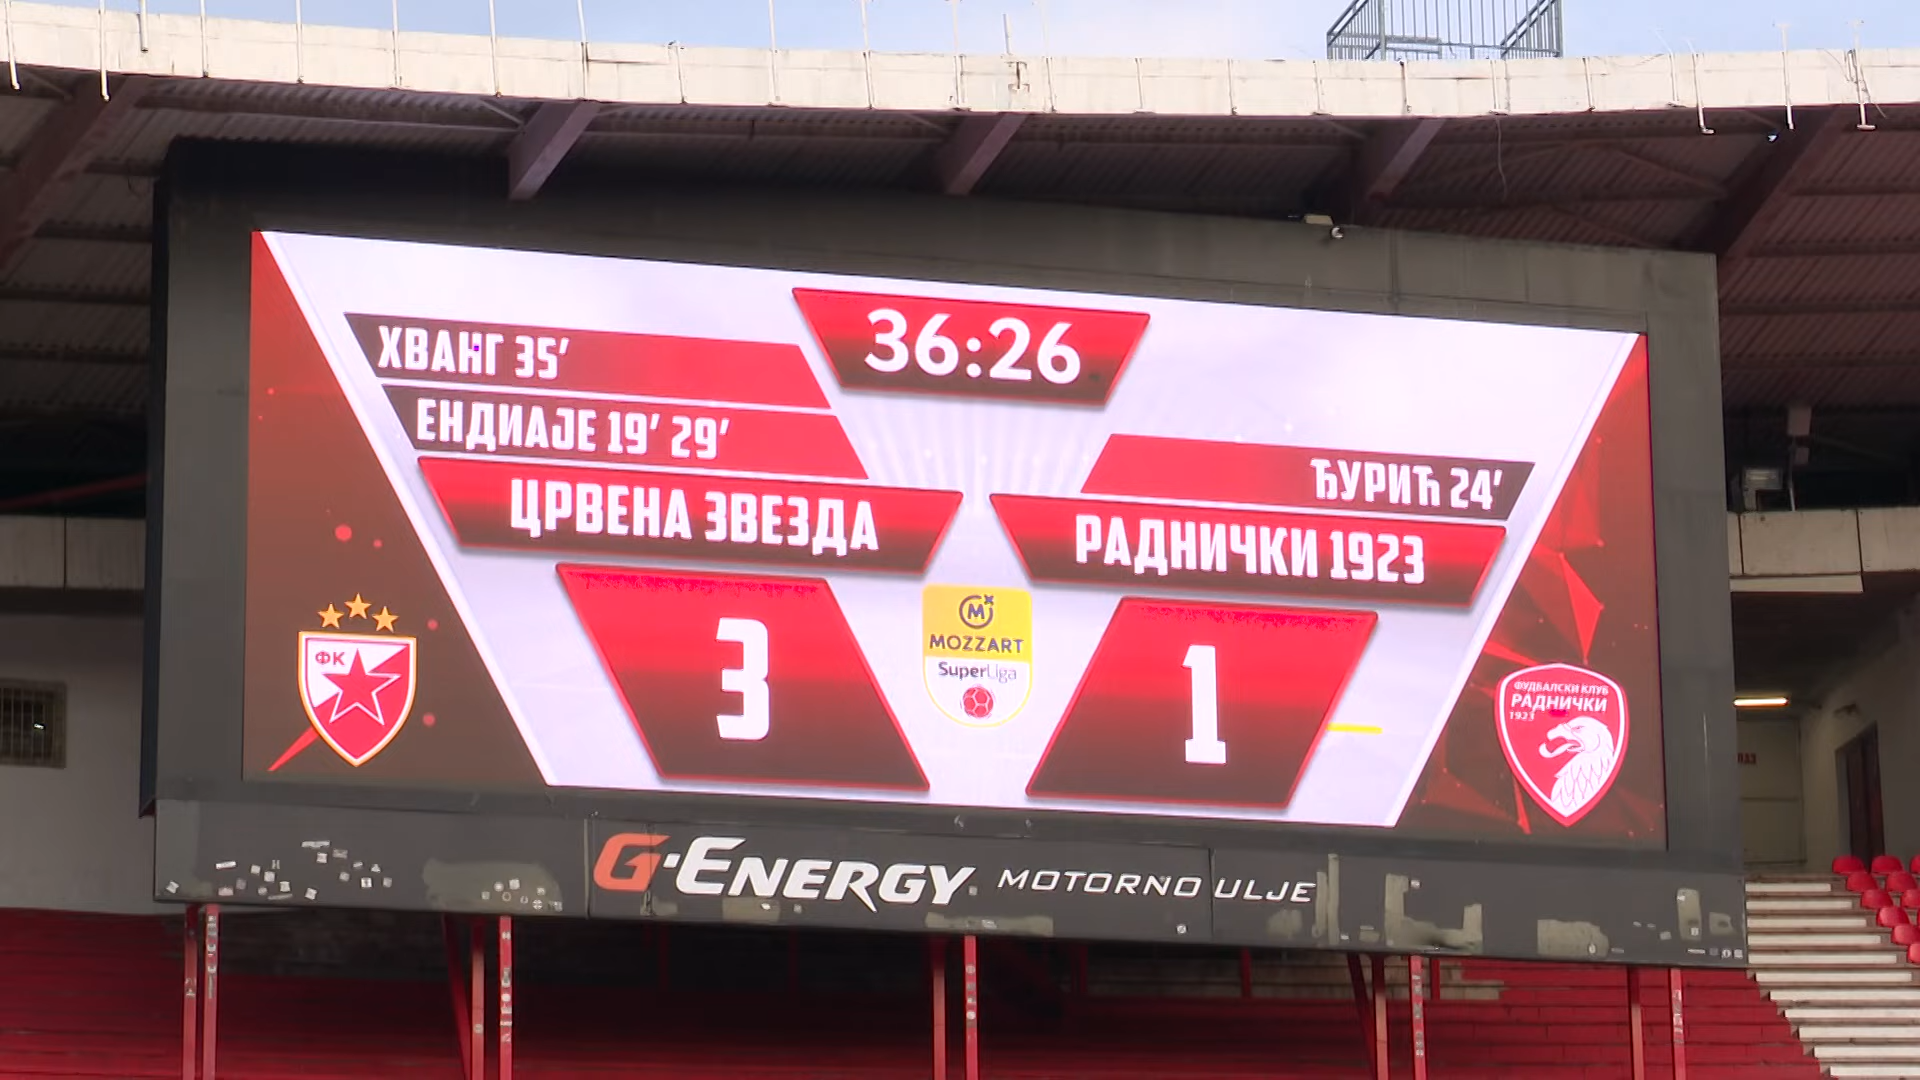 36:26
ХВАНГ 35′
ЕНДИАЈЕ 19′ 29′
ЦРВЕНА ЗВЕЗДА
ЂУРИЋ 24′
РАДНИЧКИ 1923
3
1
MOZZART
SuperLiga
ФК
ФУДБАЛСКИ КЛУБ
РАДНИЧКИ
1923
G-ENERGY MOTORNO ULJE